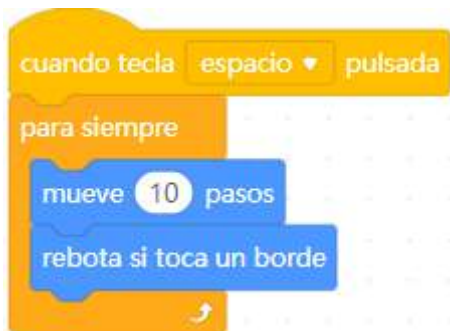 cuando tecla espacio pulsada
para siempre
mueve 10 pasos
rebota si toca un borde